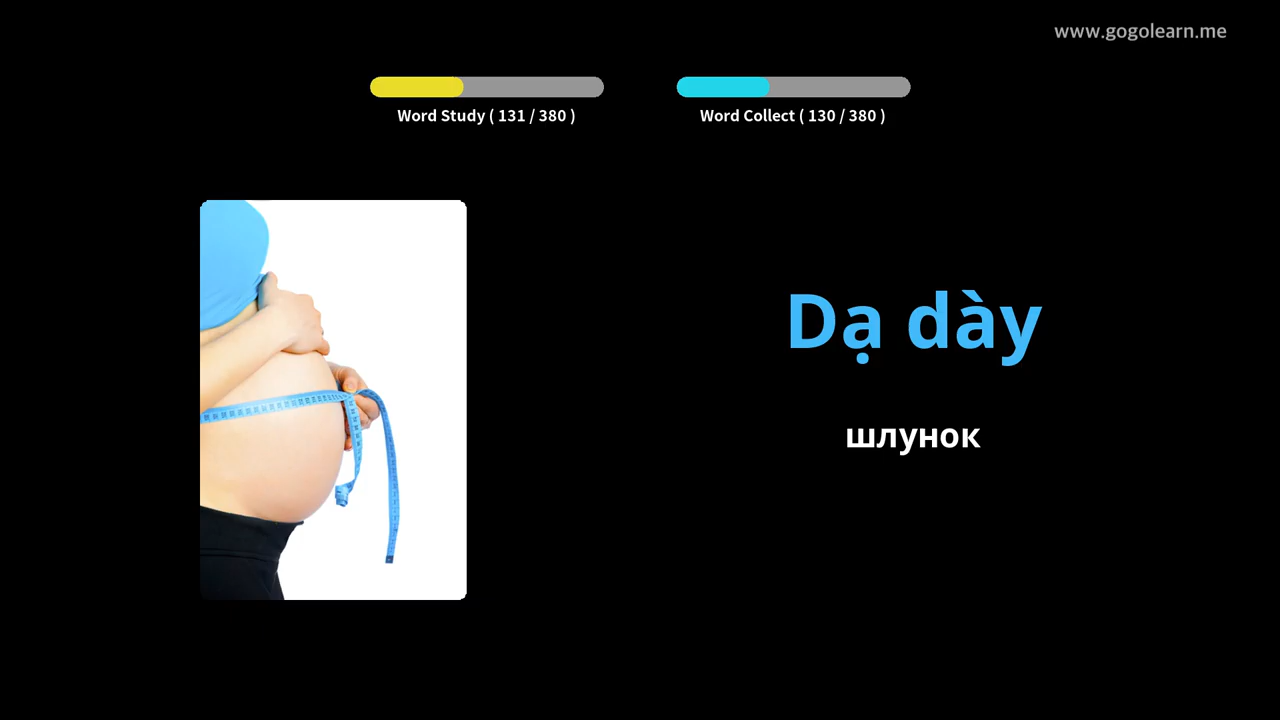 www.gogolearn.me
Word Study ( 131 / 380 )
Word Collect ( 130 / 380 )
Dạ dày
шлунок